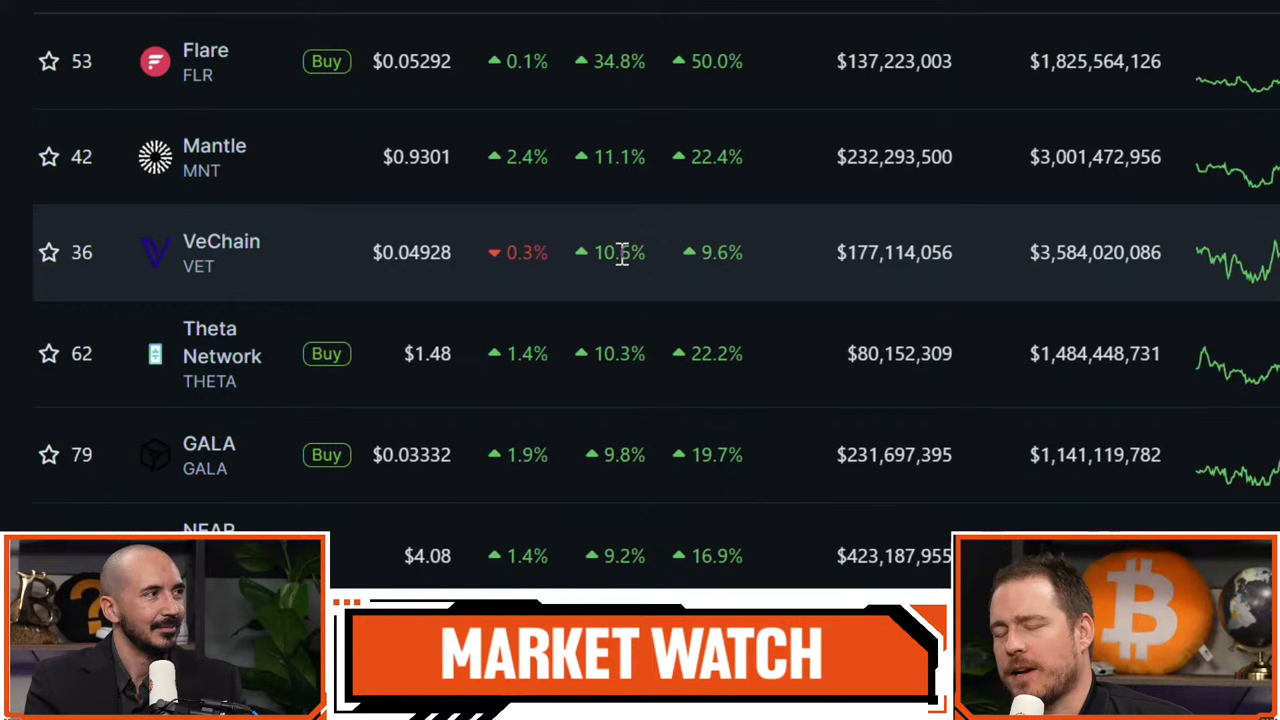 53 Flare FLR Buy $0.05292 0.1% 34.8% 50.0% $137,223,003 $1,825,564,126
42 Mantle MNT $0.9301 2.4% 11.1% 22.4% $232,293,500 $3,001,472,956
36 VeChain VET $0.04928 0.3% 10.6% 9.6% $177,114,056 $3,584,020,086
62 Theta Network THETA Buy $1.48 1.4% 10.3% 22.2% $80,152,309 $1,484,448,731
79 GALA GALA Buy $0.03332 1.9% 9.8% 19.7% $231,697,395 $1,141,119,782
NEAR $4.08 1.4% 9.2% 16.9% $423,187,955
MARKET WATCH